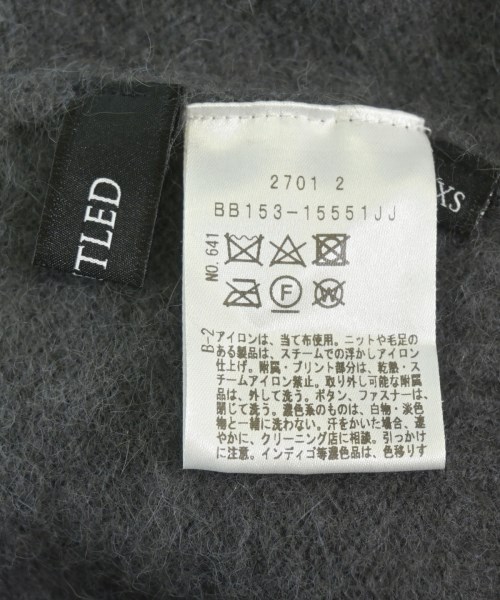 TLED
2701 2
BB153-15551JJ
XS
NO.641
F
W
B-2
アイロンは、当て布使用。ニットや毛足の
ある製品は、スチームでの浮かしアイロン
仕上げ。附属・プリント部分は、乾熱・ス
チームアイロン禁止。取り外し可能な附属
品は、外して洗う。ボタン、ファスナーは、
閉じて洗う。濃色系のものは、白物・淡色
物と一緒に洗わない。汗をかいた場合、速
やかに、クリーニング店に相談。引っかけ
に注意。インディゴ等濃色品は、色移りす